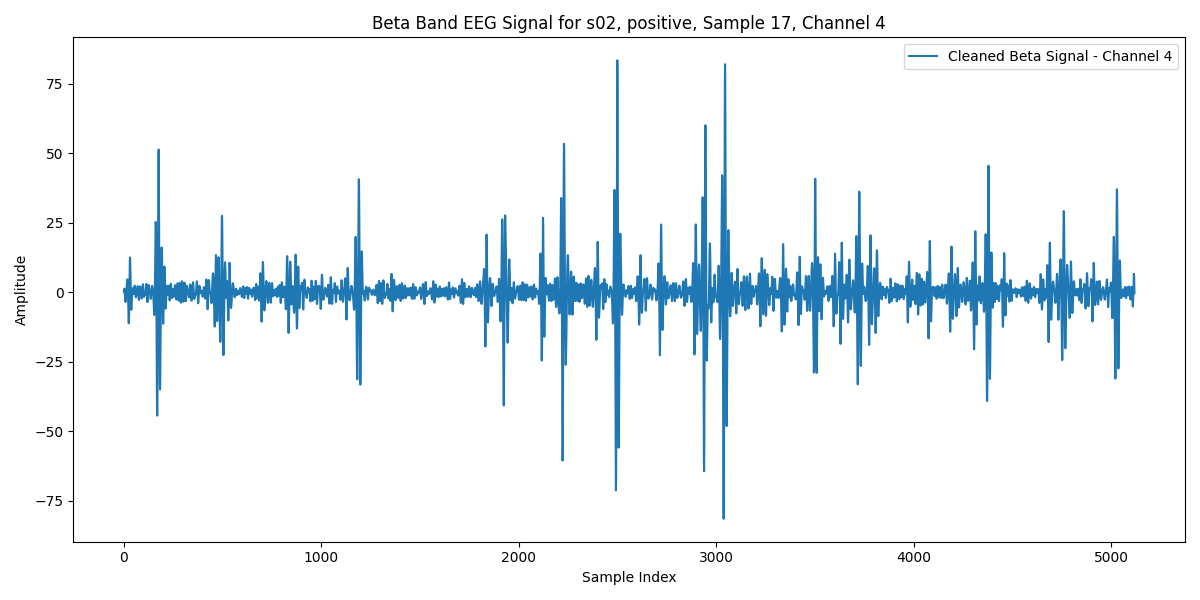 Beta Band EEG Signal for s02, positive, Sample 17, Channel 4
Cleaned Beta Signal - Channel 4
75
50
25
0
−25
−50
−75
Amplitude
0 1000 2000 3000 4000 5000
Sample Index